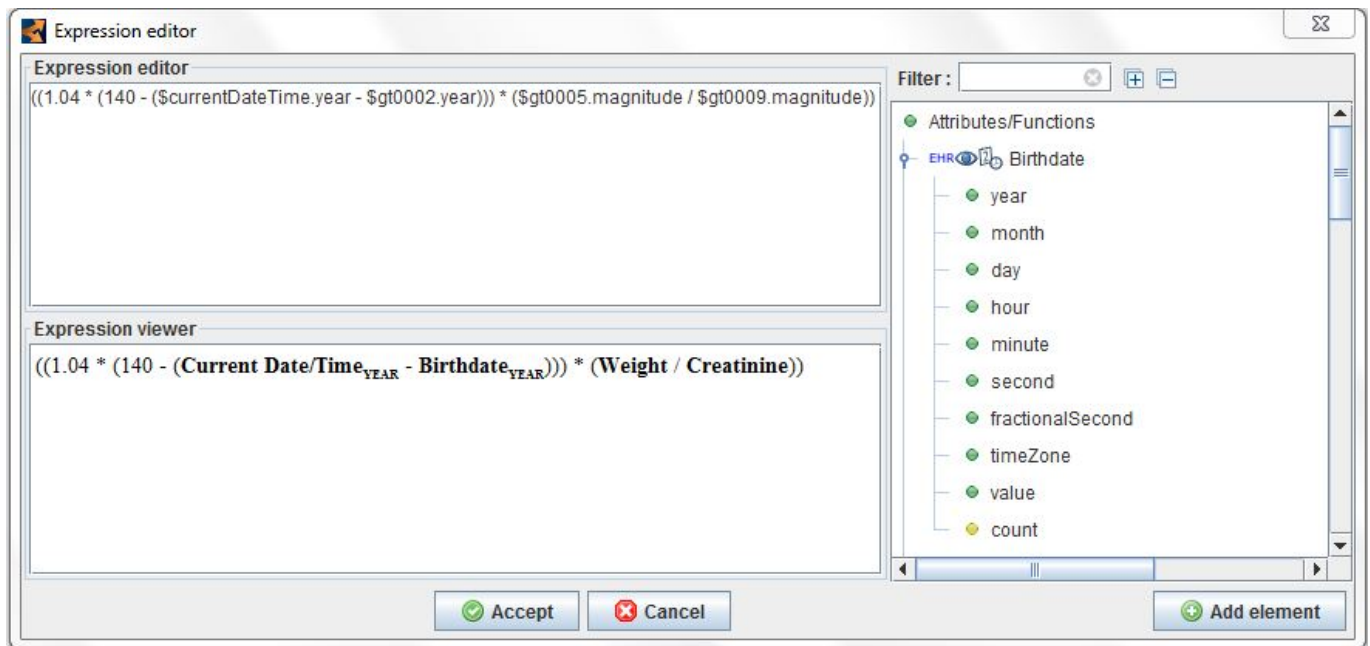 Expression editor
Expression editor
((1.04 * (140 - ($currentDateTime.year - $gt0002.year))) * ($gt0005.magnitude / $gt0009.magnitude))
Expression viewer
((1.04 * (140 - (Current Date/TimeYEAR - BirthdateYEAR))) * (Weight / Creatinine))
Filter :
Attributes/Functions
EHR Birthdate
year
month
day
hour
minute
second
fractionalSecond
timeZone
value
count
Accept
Cancel
Add element